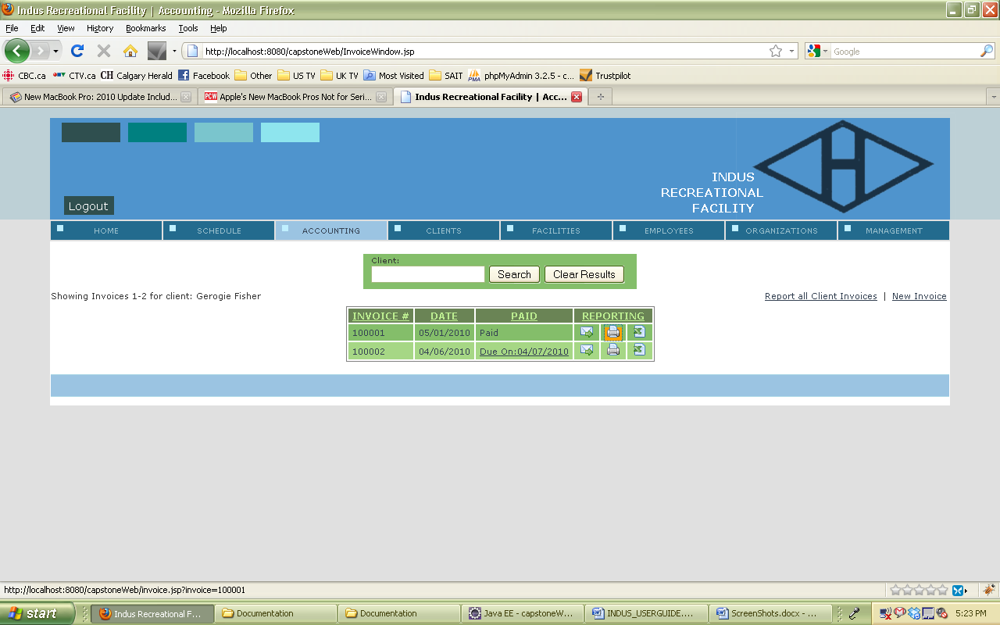 Indus Recreational Facility | Accounting - Mozilla Firefox
File Edit View History Bookmarks Tools Help
http://localhost:8080/capstoneWeb/InvoiceWindow.jsp Google
CBC.ca CTV.ca CH Calgary Herald Facebook Other US TV UK TV Most Visited SAIT PMA phpMyAdmin 3.2.5 - c... Trustpilot
New MacBook Pro: 2010 Update Includ... PCW Apple's New MacBook Pros Not for Seri... Indus Recreational Facility | Acc...
INDUS
RECREATIONAL
FACILITY
Logout
HOME SCHEDULE ACCOUNTING CLIENTS FACILITIES EMPLOYEES ORGANIZATIONS MANAGEMENT
Client:
Search Clear Results
Showing Invoices 1-2 for client: Gerogie Fisher Report all Client Invoices | New Invoice
INVOICE # DATE PAID REPORTING
100001 05/01/2010 Paid
100002 04/06/2010 Due On:04/07/2010
http://localhost:8080/capstoneWeb/invoice.jsp?invoice=100001
start Indus Recreational F... Documentation Documentation Java EE - capstoneW... INDUS_USERGUIDE.... ScreenShots.docx - ... 5:23 PM